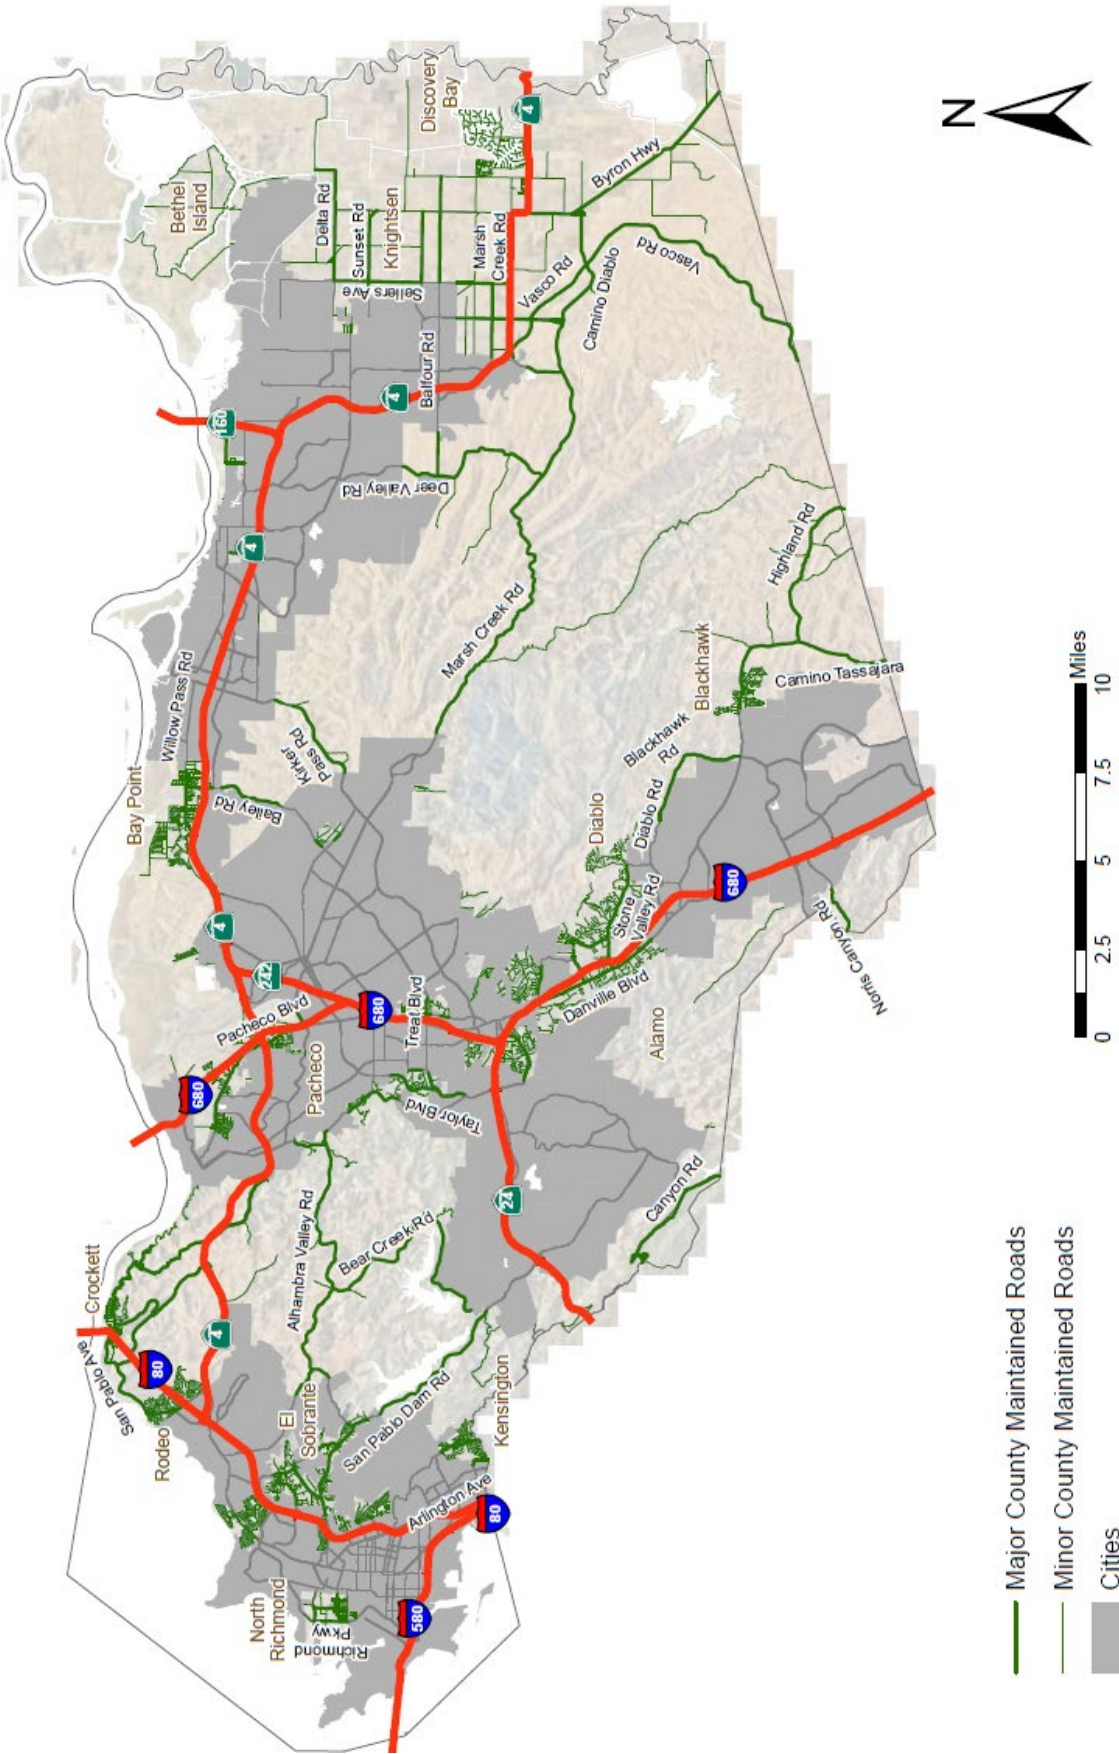 Crockett
San Pablo Ave
80
Rodeo
4
El
Sobrante
North
Richmond
Richmond
Pkwy
580
Arlington Ave
80
Kensington
San Pablo Dam Rd
Bear Creek Rd
Alhambra Valley Rd
680
Pacheco Blvd
Pacheco
4
242
680
Treat Blvd
Taylor Blvd
24
Canyon Rd
Bay Point
Willow Pass Rd
Bailey Rd
Kirker
Pass Rd
4
160
Marsh Creek Rd
Deer Valley Rd
Balfour Rd
4
Bethel
Island
Delta Rd
Sunset Rd
Knightsen
Sellers Ave
Discovery
Bay
4
Marsh
Creek Rd
Byron Hwy
Vasco Rd
Camino Diablo
Vasco Rd
Diablo
Diablo Rd
Stone
Valley Rd
Danville Blvd
Alamo
Blackhawk
Rd
Blackhawk
Camino Tassajara
Highland Rd
680
Norris Canyon Rd
N
0 2.5 5 7.5 10
Miles
Major County Maintained Roads
Minor County Maintained Roads
Cities